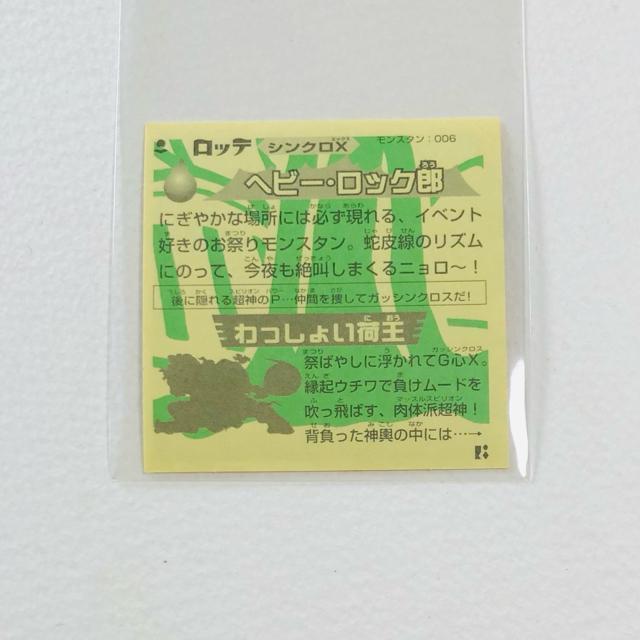 ロッテ シンクロX モンスタン:006
ヘビー・ロック郎
にぎやかな場所には必ず現れる、イベント
好きのお祭りモンスタン。蛇皮線のリズム
にのって、今夜も絶叫しまくるニョロ〜!
後に隠れる超神のP…仲間を捜してガッシンクロスだ!
わっしょい荷王
祭ばやしに浮かれてG心X。
縁起ウチワで負けムードを
吹っ飛ばす、肉体派超神!
背負った神輿の中には…→